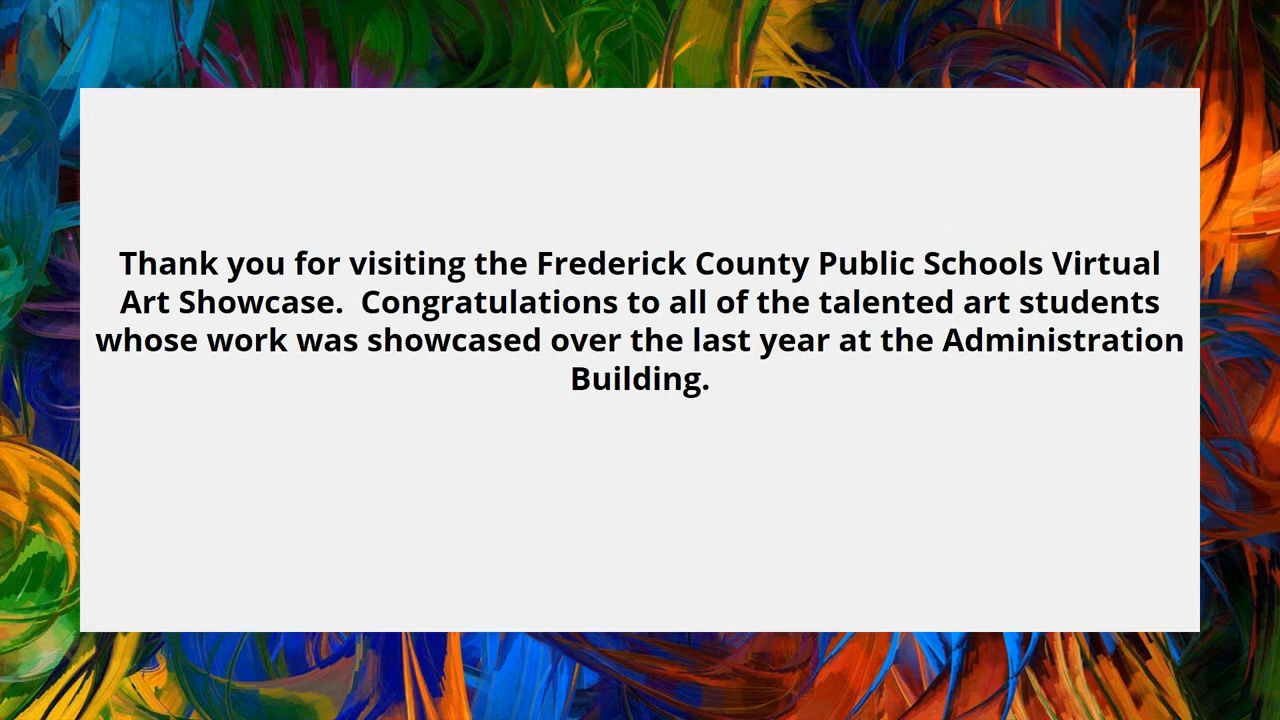 Thank you for visiting the Frederick County Public Schools Virtual
Art Showcase.  Congratulations to all of the talented art students
whose work was showcased over the last year at the Administration
Building.